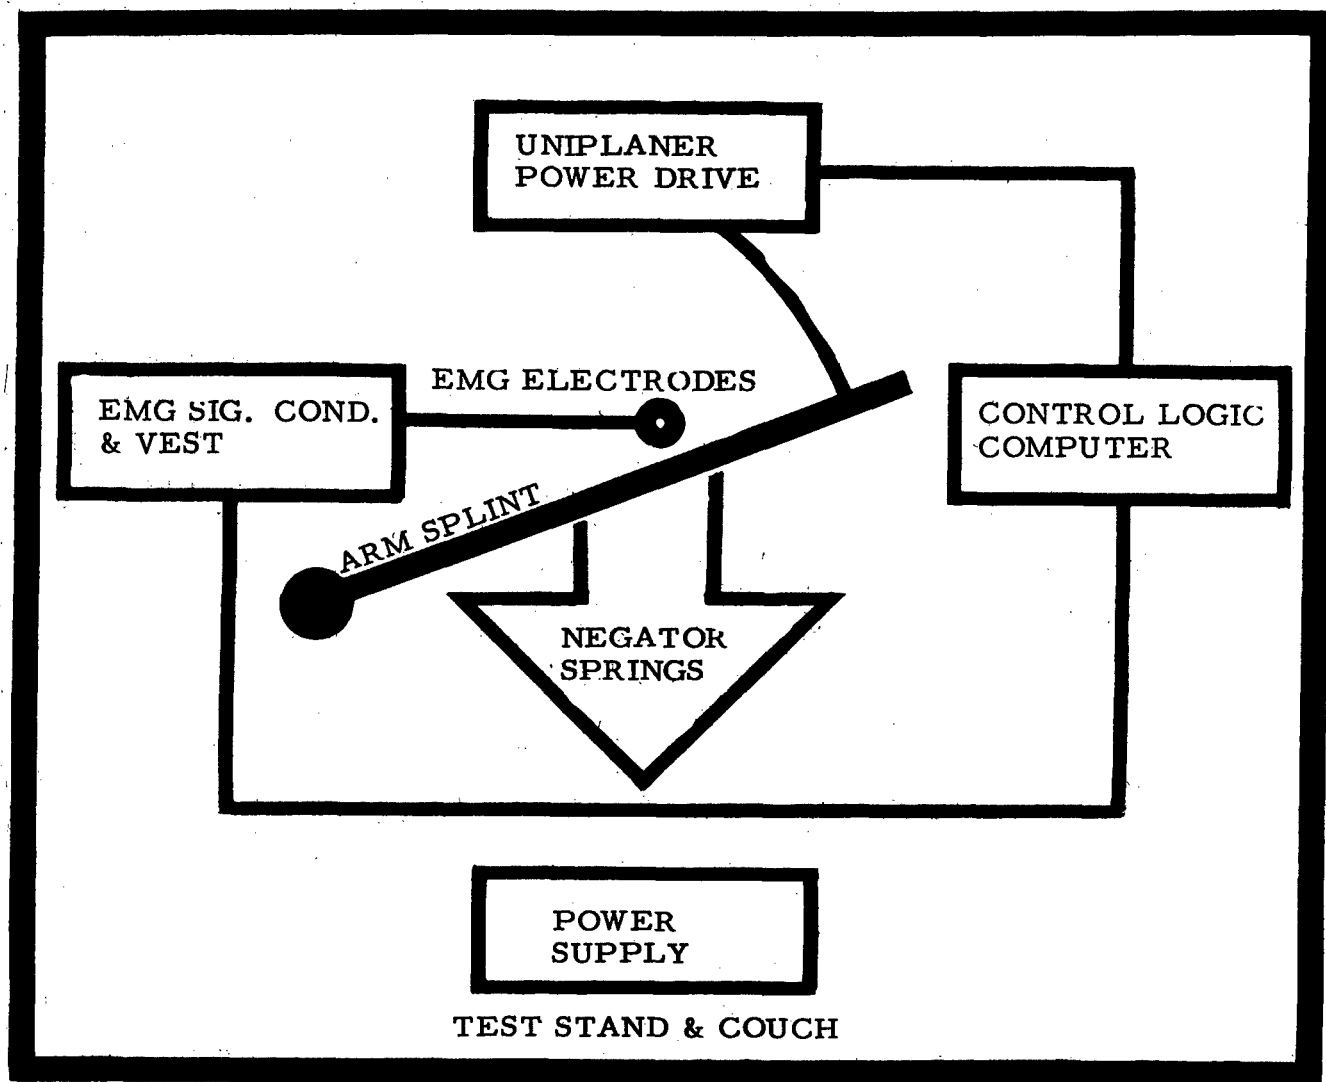 UNIPLANER
POWER DRIVE
EMG ELECTRODES
EMG SIG. COND.
& VEST
CONTROL LOGIC
COMPUTER
ARM SPLINT
NEGATOR
SPRINGS
POWER
SUPPLY
TEST STAND & COUCH